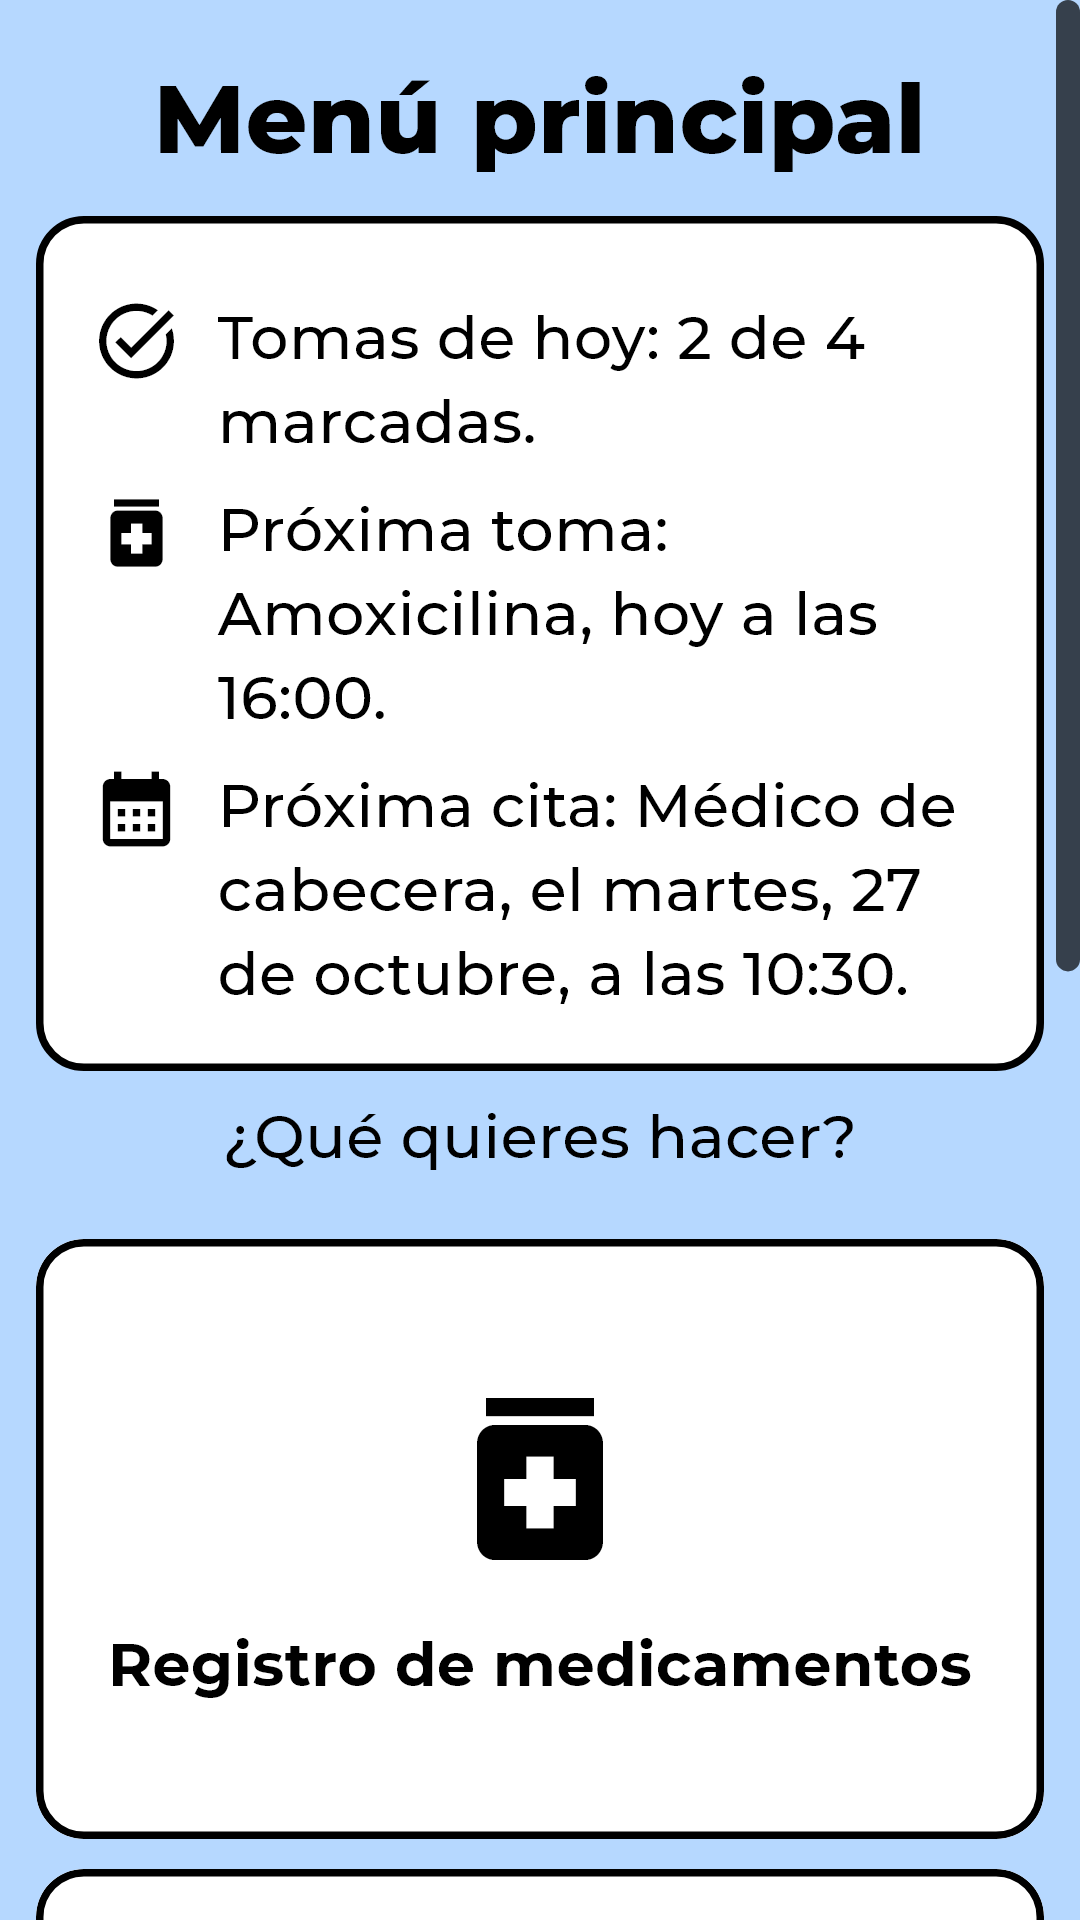 Menú principal
Tomas de hoy: 2 de 4
marcadas.
Próxima toma:
Amoxicilina, hoy a las
16:00.
Próxima cita: Médico de
cabecera, el martes, 27
de octubre, a las 10:30.
¿Qué quieres hacer?
Registro de medicamentos